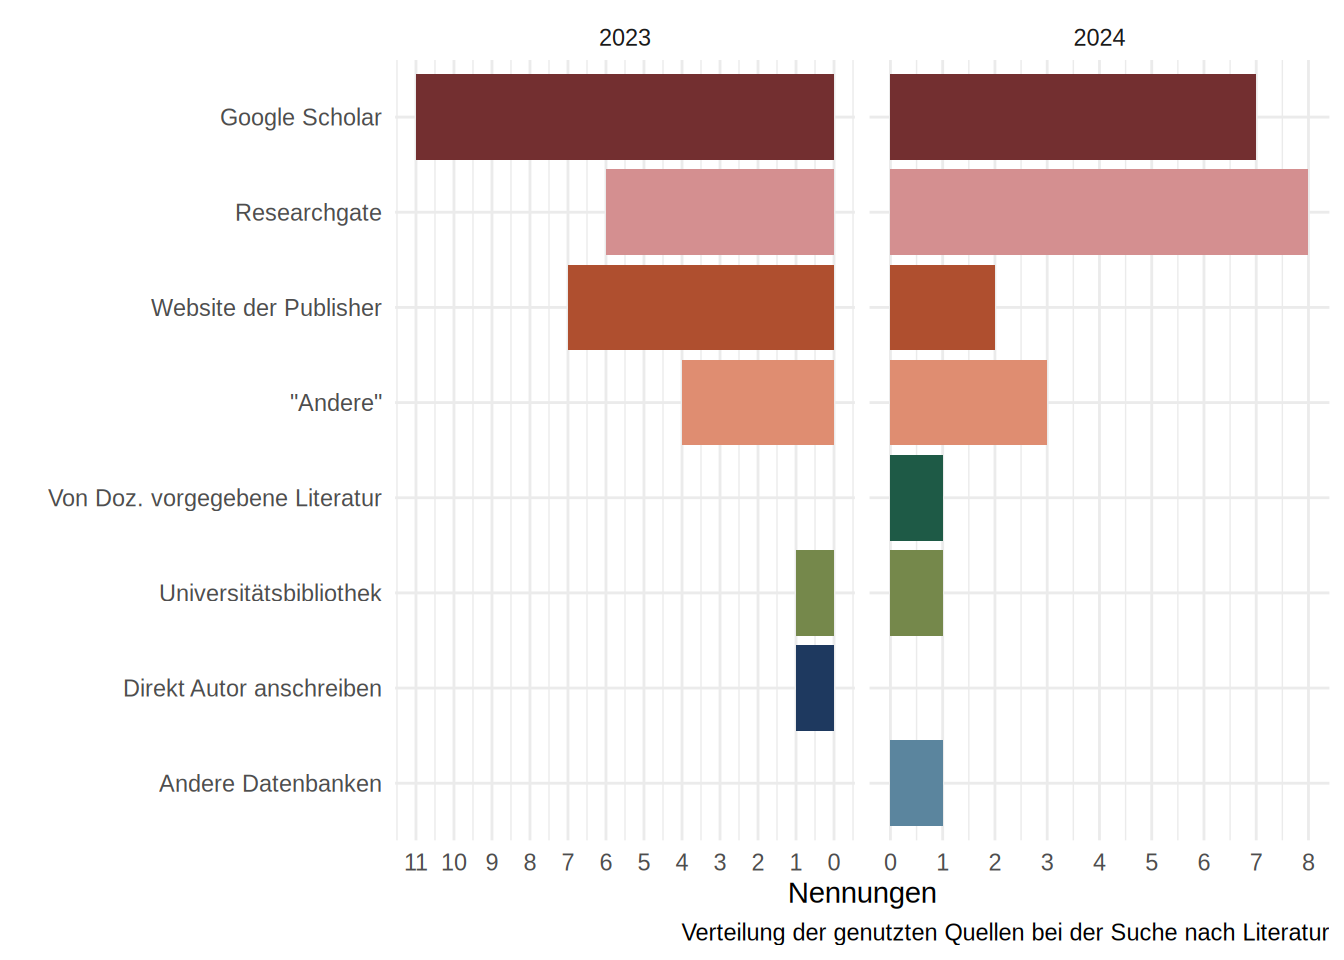 2023 2024
Google Scholar
Researchgate
Website der Publisher
"Andere"
Von Doz. vorgegebene Literatur
Universitätsbibliothek
Direkt Autor anschreiben
Andere Datenbanken
11 10 9 8 7 6 5 4 3 2 1 0 0 1 2 3 4 5 6 7 8
Nennungen
Verteilung der genutzten Quellen bei der Suche nach Literatur